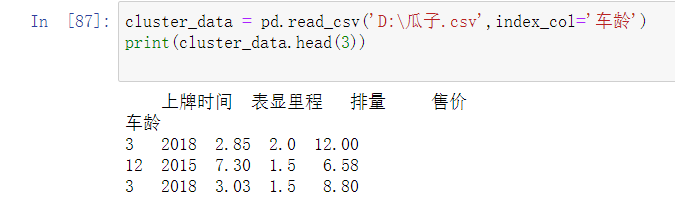 In [87]: cluster_data = pd.read_csv('D:\瓜子.csv',index_col='车龄')
print(cluster_data.head(3))
上牌时间 表显里程 排量 售价
车龄
3 2018 2.85 2.0 12.00
12 2015 7.30 1.5 6.58
3 2018 3.03 1.5 8.80